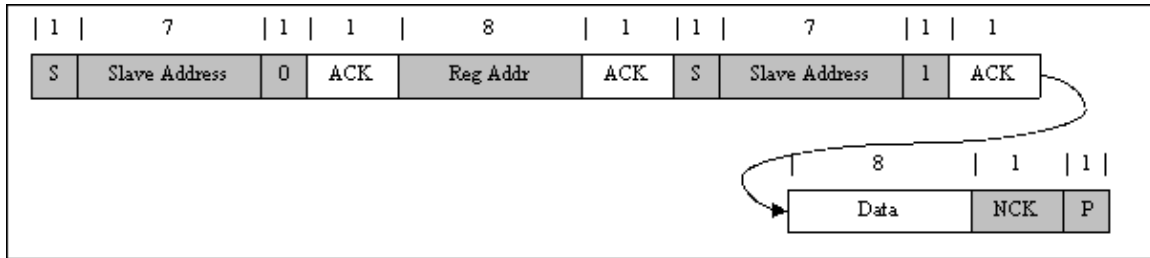 | 1 | 7 | 1 | 1 | 8 | 1 | 1 | 7 | 1 | 1
S Slave Address 0 ACK Reg Addr ACK S Slave Address 1 ACK
| 8 | 1 | 1 |
Data NCK P